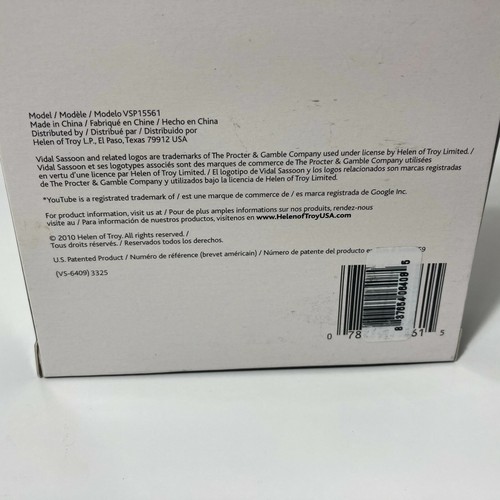 Model / Modèle / Modelo VSP15561
Made in China / Fabriqué en Chine / Hecho en China
Distributed by / Distribué par / Distribuido por
Helen of Troy L.P., El Paso, Texas 79912 USA
Vidal Sassoon and related logos are trademarks of The Procter & Gamble Company used under license by Helen of Troy Limited. /
Vidal Sassoon et ses logotypes associés sont des marques de commerce de The Procter & Gamble Company utilisées
en vertu d'une licence par Helen of Troy Limited. / El logotipo de Vidal Sassoon y los logos relacionados son marcas registradas
de The Procter & Gamble Company y utilizados bajo la licencia de Helen of Troy Limited.
*YouTube is a registrated trademark of / est une marque de commerce de / es marca registrada de Google Inc.
For product information, visit us at / Pour de plus amples informations sur nos produits, rendez-nous
visite au / Para información de nuestros productos, visítenos en www.HelenofTroyUSA.com
© 2010 Helen of Troy. All rights reserved. /
Tous droits réservés. / Reservados todos los derechos.
U.S. Patented Product / Numéro de référence (brevet américain) / Número de patente del producto
(VS-6409) 3325
0 78 51 5